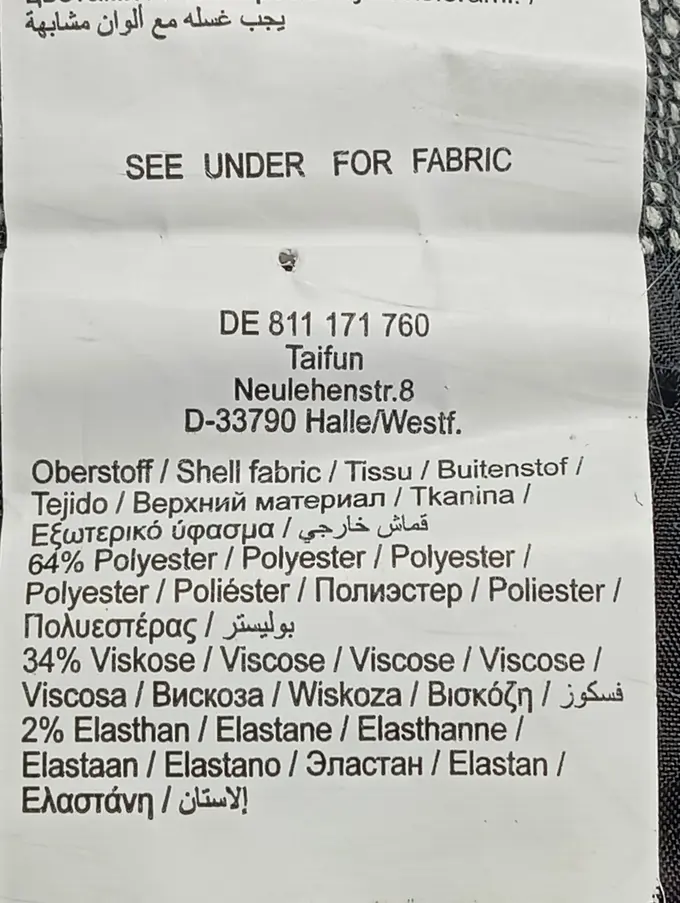 يجب غسله مع ألوان مشابهة
SEE UNDER FOR FABRIC
DE 811 171 760
Taifun
Neulehenstr.8
D-33790 Halle/Westf.
Oberstoff / Shell fabric / Tissu / Buitenstof /
Tejido / Верхний материал / Tkanina /
Εξωτερικό ύφασμα / قماش خارجي
64% Polyester / Polyester / Polyester /
Polyester / Poliéster / Полиэстер / Poliester /
Πολυεστέρας / بوليستر
34% Viskose / Viscose / Viscose / Viscose /
Viscosa / Вискоза / Wiskoza / Βισκόζη / فسكوز
2% Elasthan / Elastane / Elasthanne /
Elastaan / Elastano / Эластан / Elastan /
Ελαστάνη / إلاستان